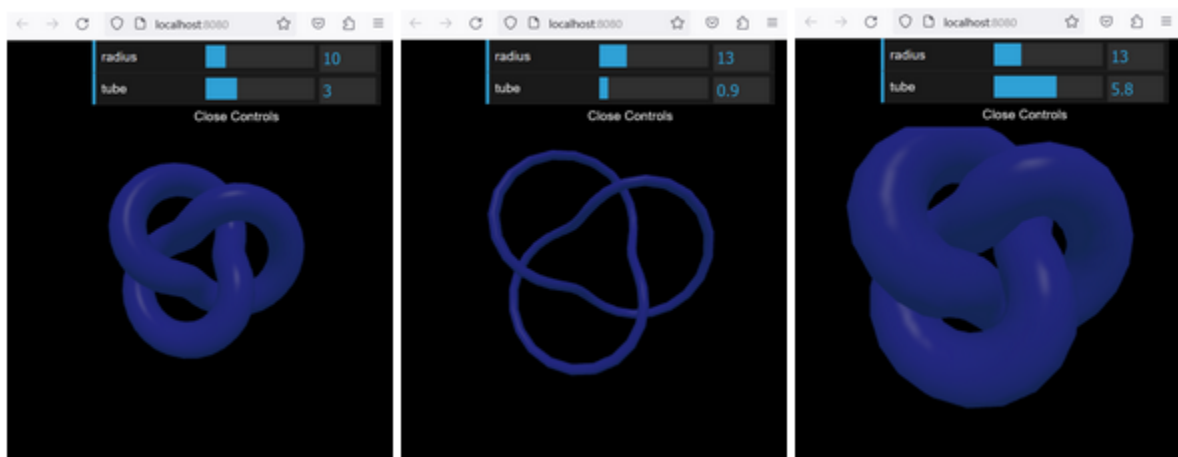 localhost:8080
radius 10
tube 3
Close Controls
localhost:8080
radius 13
tube 0.9
Close Controls
localhost:8080
radius 13
tube 5.8
Close Controls